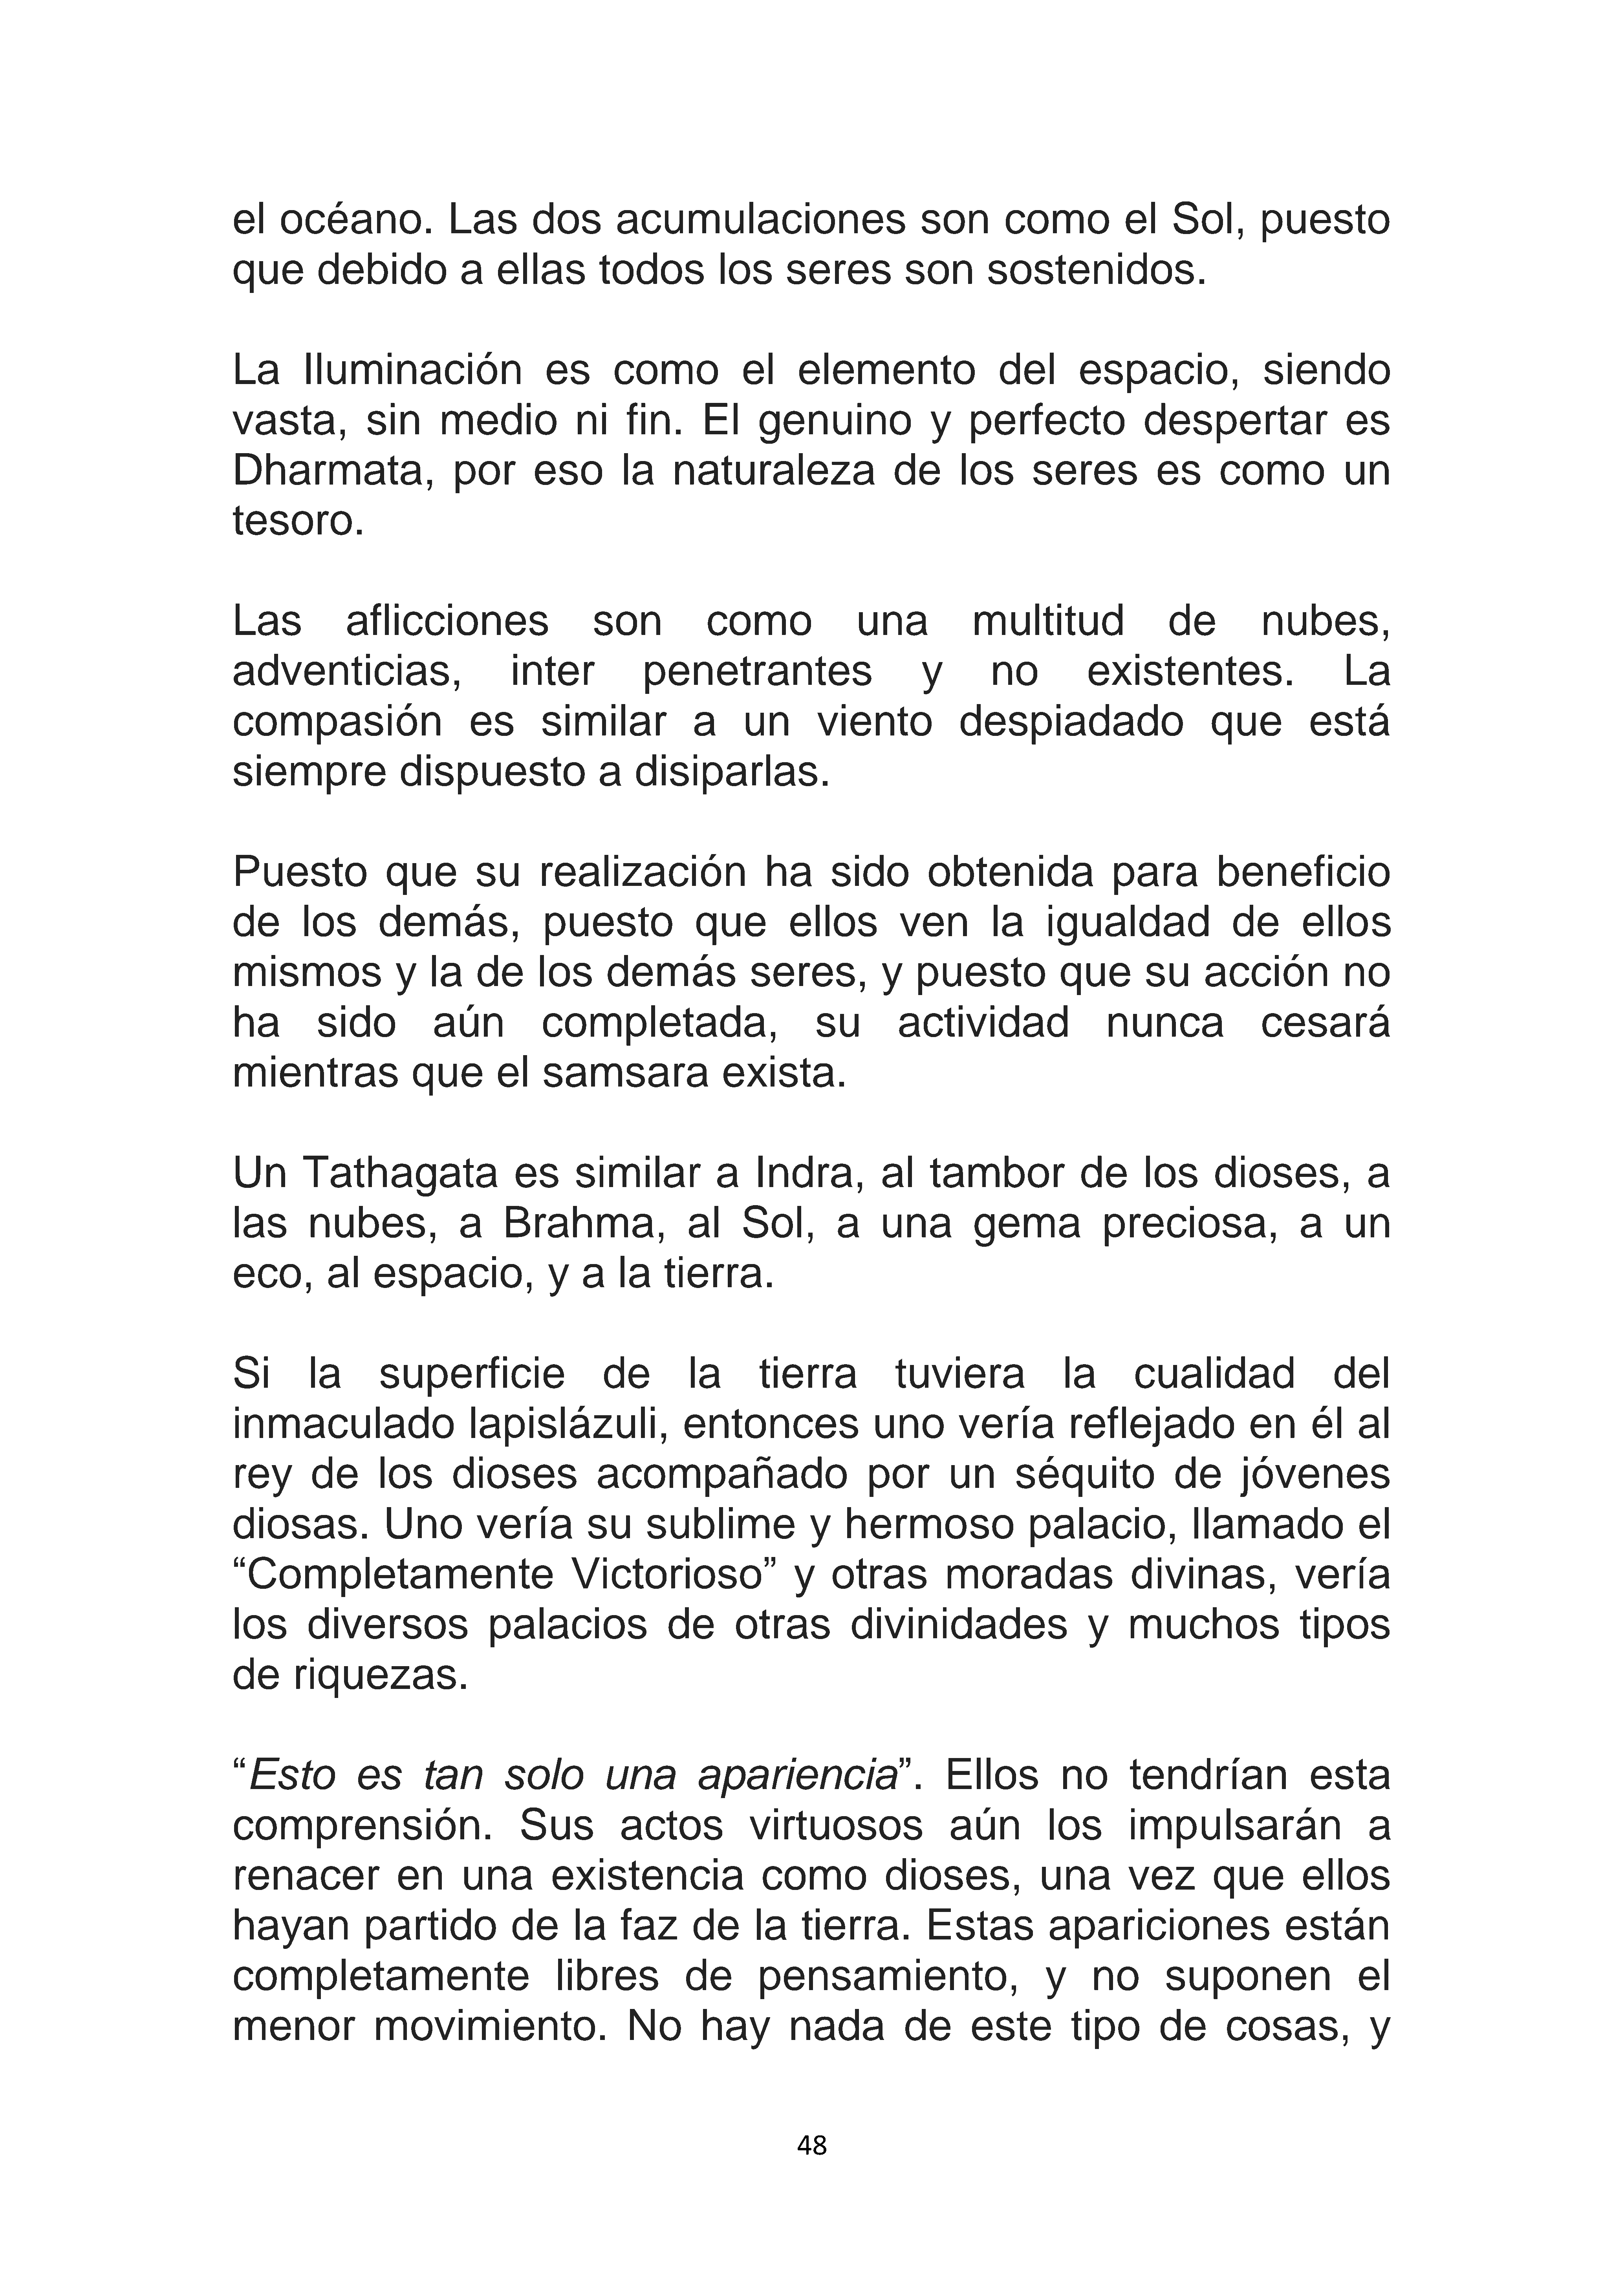 el océano. Las dos acumulaciones son como el Sol, puesto
que debido a ellas todos los seres son sostenidos.
La Iluminación es como el elemento del espacio, siendo
vasta, sin medio ni fin. El genuino y perfecto despertar es
Dharmata, por eso la naturaleza de los seres es como un
tesoro.
Las aflicciones son como una multitud de nubes,
adventicias, inter penetrantes y no existentes. La
compasión es similar a un viento despiadado que está
siempre dispuesto a disiparlas.
Puesto que su realización ha sido obtenida para beneficio
de los demás, puesto que ellos ven la igualdad de ellos
mismos y la de los demás seres, y puesto que su acción no
ha sido aún completada, su actividad nunca cesará
mientras que el samsara exista.
Un Tathagata es similar a Indra, al tambor de los dioses, a
las nubes, a Brahma, al Sol, a una gema preciosa, a un
eco, al espacio, y a la tierra.
Si la superficie de la tierra tuviera la cualidad del
inmaculado lapislázuli, entonces uno vería reflejado en él al
rey de los dioses acompañado por un séquito de jóvenes
diosas. Uno vería su sublime y hermoso palacio, llamado el
“Completamente Victorioso” y otras moradas divinas, vería
los diversos palacios de otras divinidades y muchos tipos
de riquezas.
“Esto es tan solo una apariencia”. Ellos no tendrían esta
comprensión. Sus actos virtuosos aún los impulsarán a
renacer en una existencia como dioses, una vez que ellos
hayan partido de la faz de la tierra. Estas apariciones están
completamente libres de pensamiento, y no suponen el
menor movimiento. No hay nada de este tipo de cosas, y
48